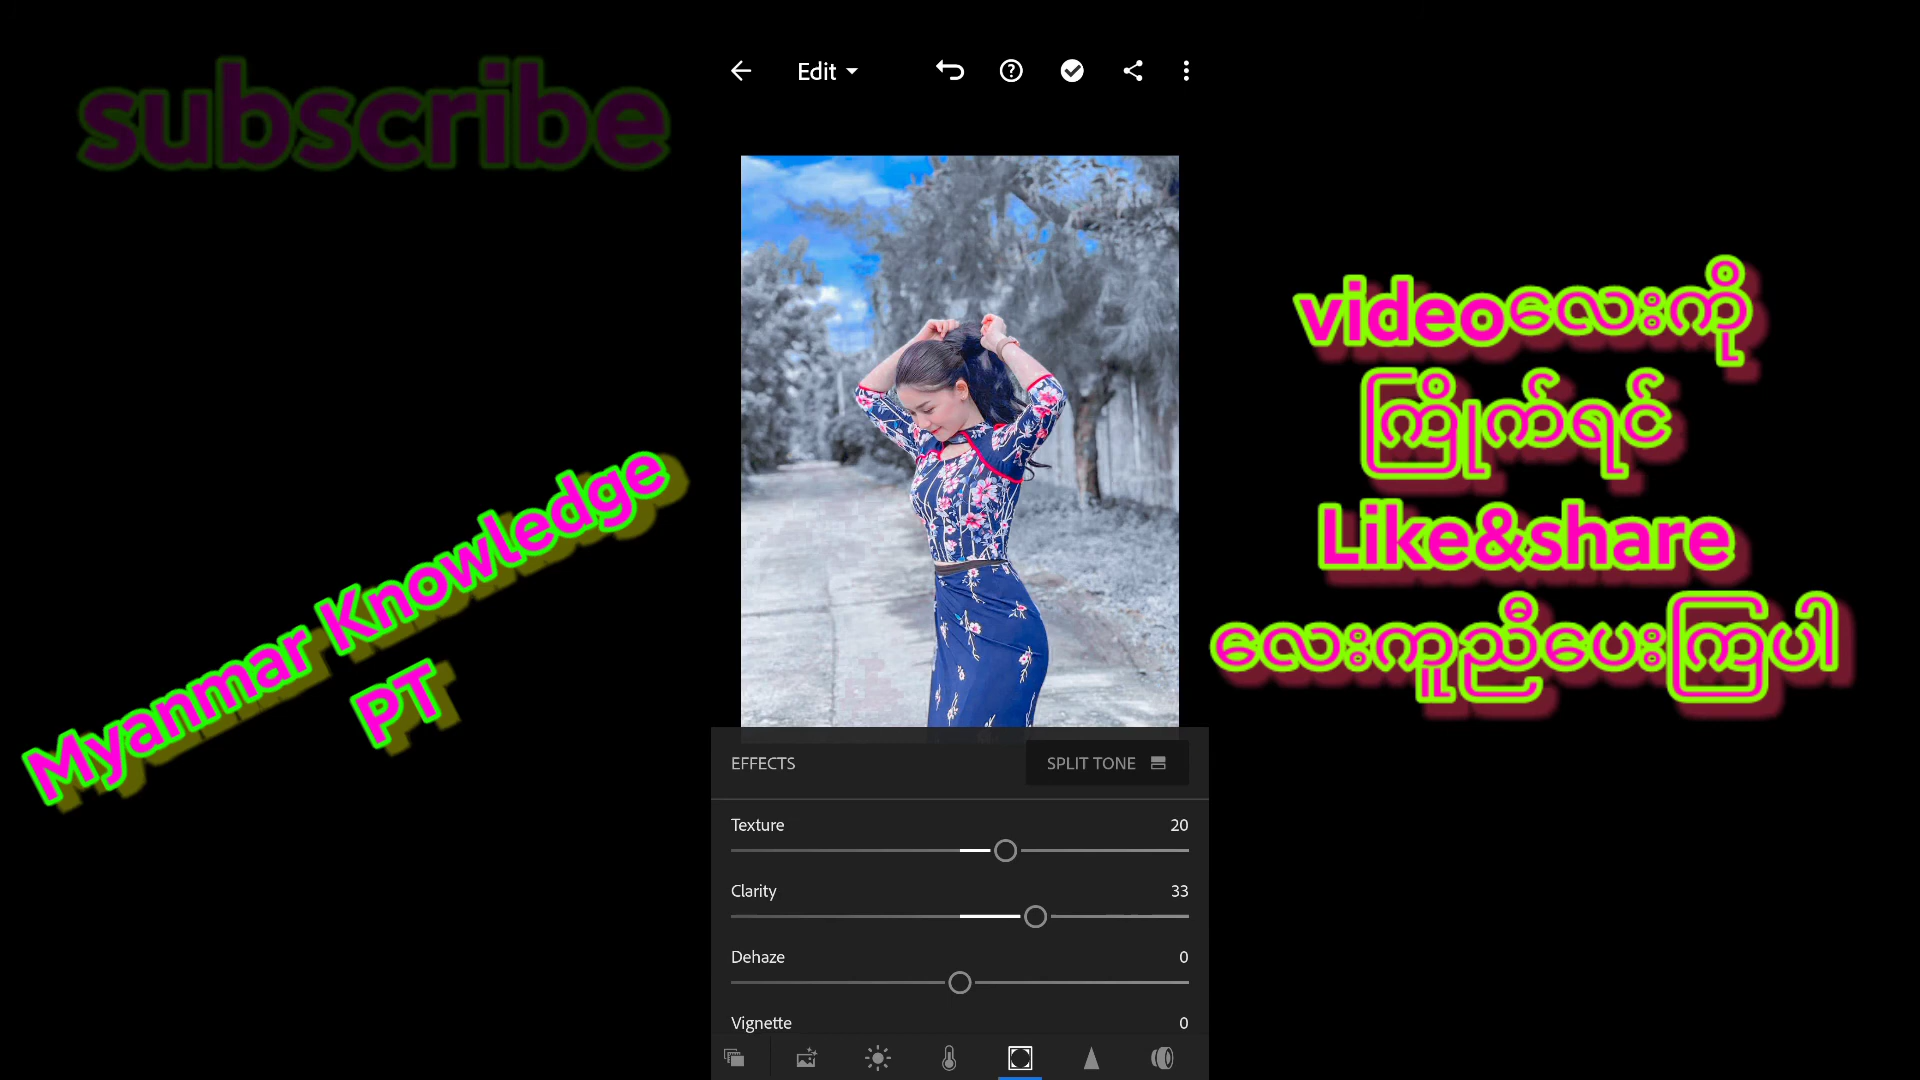 subscribe
Edit
Myanmar Knowledge
PT
videoလေးကို
ကြိုက်ရင်
Like&share
လေးကူညီပေးကြပါ
EFFECTS
SPLIT TONE
Texture 20
Clarity 33
Dehaze 0
Vignette 0